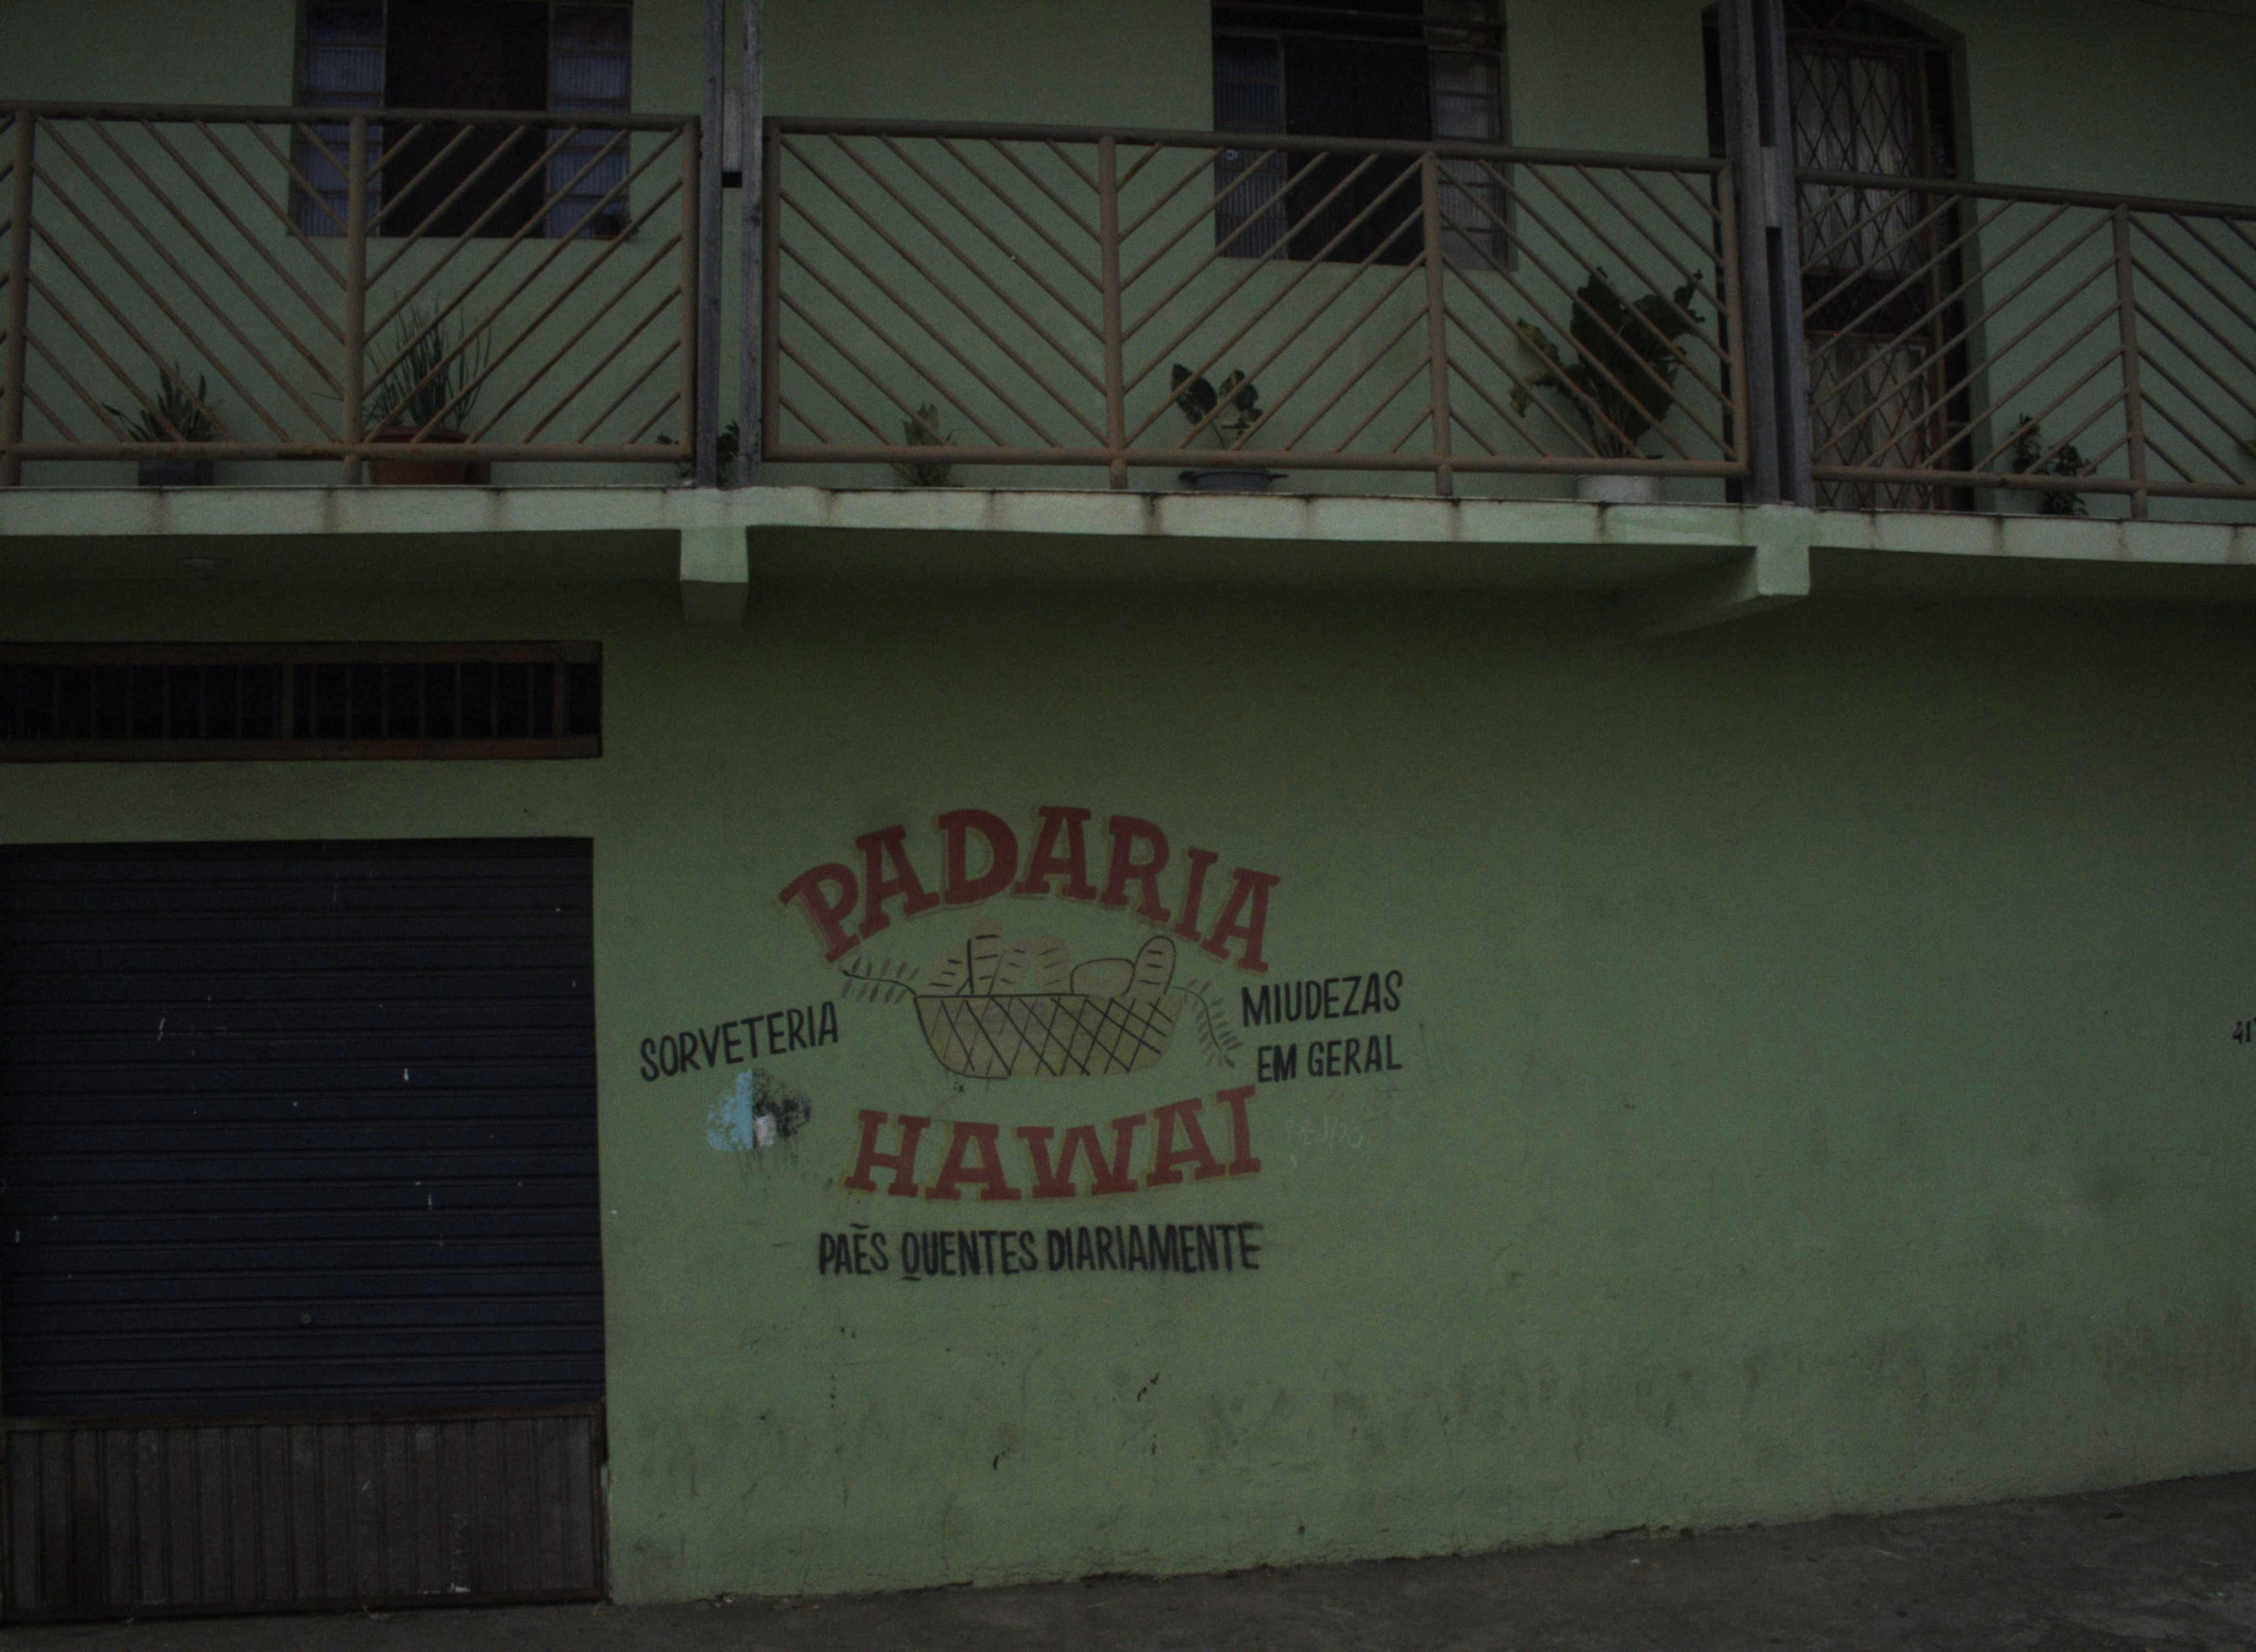 PADARIA
SORVETERIA
MIUDEZAS
EM GERAL
HAWAI
PAẼS QUENTES DIARIAMENTE